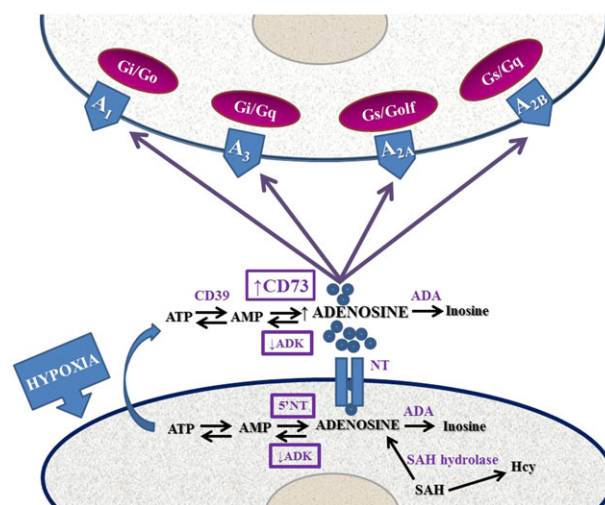 Gi/Go
Gi/Gq
Gs/Golf
Gs/Gq
A1
A3
A2A
A2B
↑CD73
CD39
ADA
ATP
AMP
↑ ADENOSINE
Inosine
↓ADK
NT
HYPOXIA
5'NT
ADA
ATP
AMP
ADENOSINE
Inosine
↓ADK
SAH hydrolase
Hcy
SAH